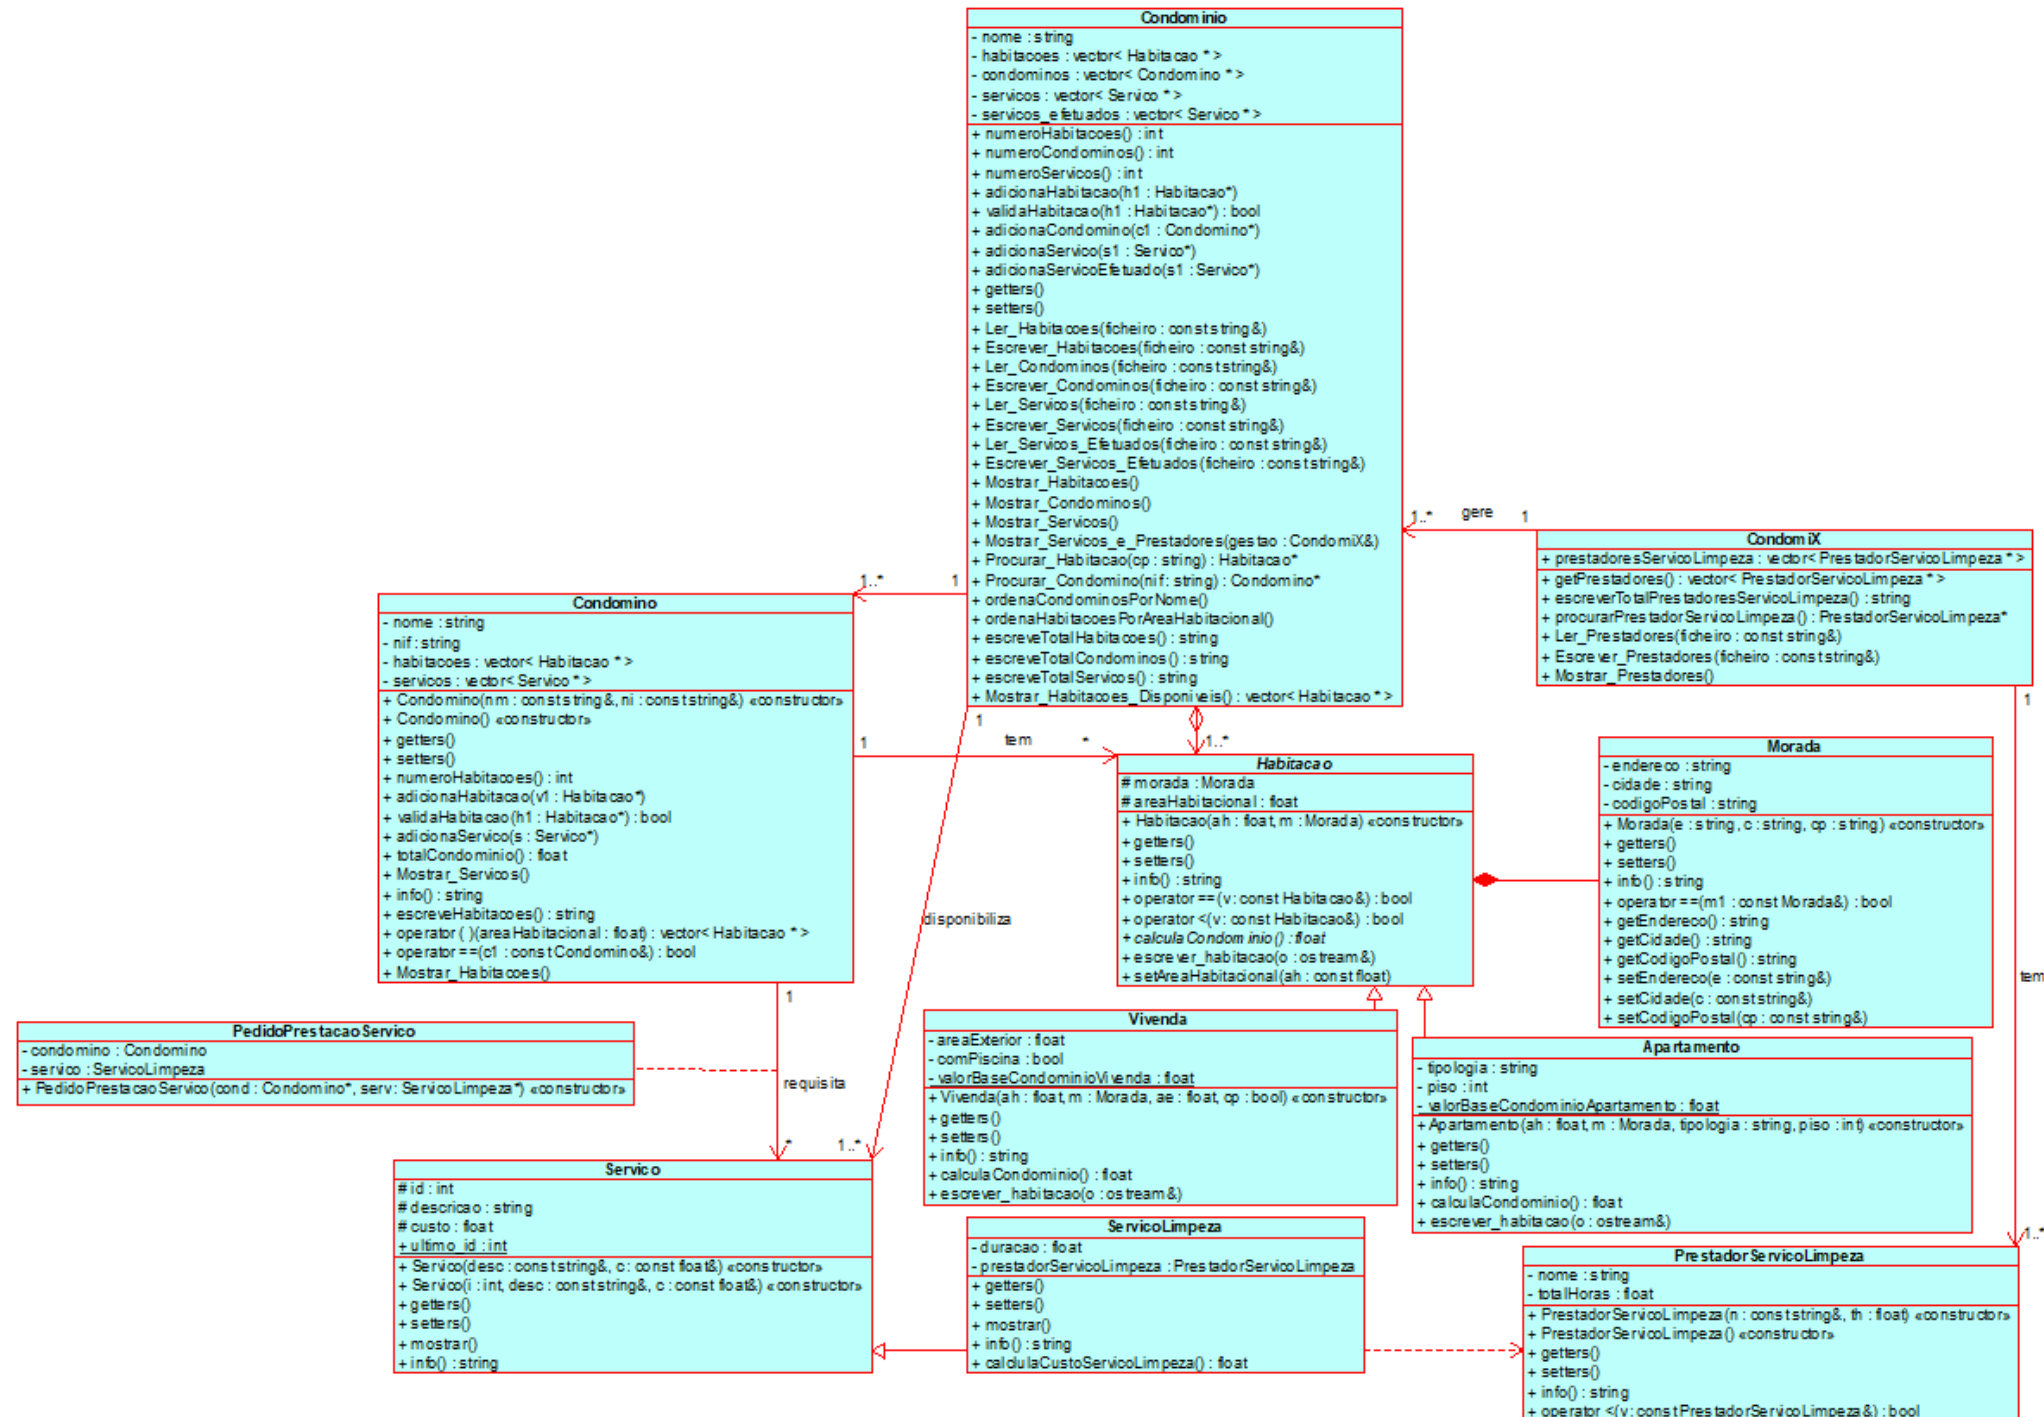 Condominio
- nome : string
- habitacoes : vector< Habitacao * >
- condominos : vector< Condomino * >
- servicos : vector< Servico * >
- servicos_efetuados : vector< Servico * >
+ numeroHabitacoes() : int
+ numeroCondominos() : int
+ numeroServicos() : int
+ adicionaHabitacao(h1 : Habitacao*)
+ validaHabitacao(h1 : Habitacao*) : bool
+ adicionaCondomino(c1 : Condomino*)
+ adicionaServico(s1 : Servico*)
+ adicionaServicoEfetuado(s1 : Servico*)
+ getters()
+ setters()
+ Ler_Habitacoes(ficheiro : const string&)
+ Escrever_Habitacoes(ficheiro : const string&)
+ Ler_Condominos(ficheiro : const string&)
+ Escrever_Condominos(ficheiro : const string&)
+ Ler_Servicos(ficheiro : const string&)
+ Escrever_Servicos(ficheiro : const string&)
+ Ler_Servicos_Efetuados(ficheiro : const string&)
+ Escrever_Servicos_Efetuados(ficheiro : const string&)
+ Mostrar_Habitacoes()
+ Mostrar_Condominos()
+ Mostrar_Servicos()
+ Mostrar_Servicos_e_Prestadores(gestao : CondomiX&)
+ Procurar_Habitacao(cp : string) : Habitacao*
+ Procurar_Condomino(nif : string) : Condomino*
+ ordenaCondominosPorNome()
+ ordenaHabitacoesPorAreaHabitacional()
+ escreveTotalHabitacoes() : string
+ escreveTotalCondominos() : string
+ escreveTotalServicos() : string
+ Mostrar_Habitacoes_Disponiveis() : vector< Habitacao * >
1..*
gere
1
CondomiX
+ prestadoresServicoLimpeza : vector< PrestadorServicoLimpeza * >
+ getPrestadores() : vector< PrestadorServicoLimpeza * >
+ escreverTotalPrestadoresServicoLimpeza() : string
+ procurarPrestadorServicoLimpeza() : PrestadorServicoLimpeza*
+ Ler_Prestadores(ficheiro : const string&)
+ Escrever_Prestadores(ficheiro : const string&)
+ Mostrar_Prestadores()
1
1..*
1
Condomino
- nome : string
- nif : string
- habitacoes : vector< Habitacao * >
- servicos : vector< Servico * >
+ Condomino(nm : const string&, ni : const string&) «constructor»
+ Condomino() «constructor»
+ getters()
+ setters()
+ numeroHabitacoes() : int
+ adicionaHabitacao(v1 : Habitacao*)
+ validaHabitacao(h1 : Habitacao*) : bool
+ adicionaServico(s : Servico*)
+ totalCondominio() : float
+ Mostrar_Servicos()
+ info() : string
+ escreveHabitacoes() : string
+ operator ( )(areaHabitacional : float) : vector< Habitacao * >
+ operator ==(c1 : const Condomino&) : bool
+ Mostrar_Habitacoes()
1
tem
*
1
1..*
Habitacao
# morada : Morada
# areaHabitacional : float
+ Habitacao(ah : float, m : Morada) «constructor»
+ getters()
+ setters()
+ info() : string
+ operator ==(v : const Habitacao&) : bool
+ operator <(v : const Habitacao&) : bool
+ calculaCondominio() : float
+ escrever_habitacao(o : ostream&)
+ setAreaHabitacional(ah : const float)
Morada
- endereco : string
- cidade : string
- codigoPostal : string
+ Morada(e : string, c : string, cp : string) «constructor»
+ getters()
+ setters()
+ info() : string
+ operator ==(m1 : const Morada&) : bool
+ getEndereco() : string
+ getCidade() : string
+ getCodigoPostal() : string
+ setEndereco(e : const string&)
+ setCidade(c : const string&)
+ setCodigoPostal(cp : const string&)
tem
disponibiliza
1
PedidoPrestacaoServico
- condomino : Condomino
- servico : ServicoLimpeza
+ PedidoPrestacaoServico(cond : Condomino*, serv : ServicoLimpeza*) «constructor»
requisita
*
1..*
Vivenda
- areaExterior : float
- comPiscina : bool
- valorBaseCondominioVivenda : float
+ Vivenda(ah : float, m : Morada, ae : float, cp : bool) «constructor»
+ getters()
+ setters()
+ info() : string
+ calculaCondominio() : float
+ escrever_habitacao(o : ostream&)
Apartamento
- tipologia : string
- piso : int
- valorBaseCondominioApartamento : float
+ Apartamento(ah : float, m : Morada, tipologia : string, piso : int) «constructor»
+ getters()
+ setters()
+ info() : string
+ calculaCondominio() : float
+ escrever_habitacao(o : ostream&)
Servico
# id : int
# descricao : string
# custo : float
+ ultimo_id : int
+ Servico(desc : const string&, c : const float&) «constructor»
+ Servico(i : int, desc : const string&, c : const float&) «constructor»
+ getters()
+ setters()
+ mostrar()
+ info() : string
ServicoLimpeza
- duracao : float
- prestadorServicoLimpeza : PrestadorServicoLimpeza
+ getters()
+ setters()
+ mostrar()
+ info() : string
+ calclulaCustoServicoLimpeza() : float
1..*
PrestadorServicoLimpeza
- nome : string
- totalHoras : float
+ PrestadorServicoLimpeza(n : const string&, th : float) «constructor»
+ PrestadorServicoLimpeza() «constructor»
+ getters()
+ setters()
+ info() : string
+ operator <(v : const PrestadorServicoLimpeza&) : bool